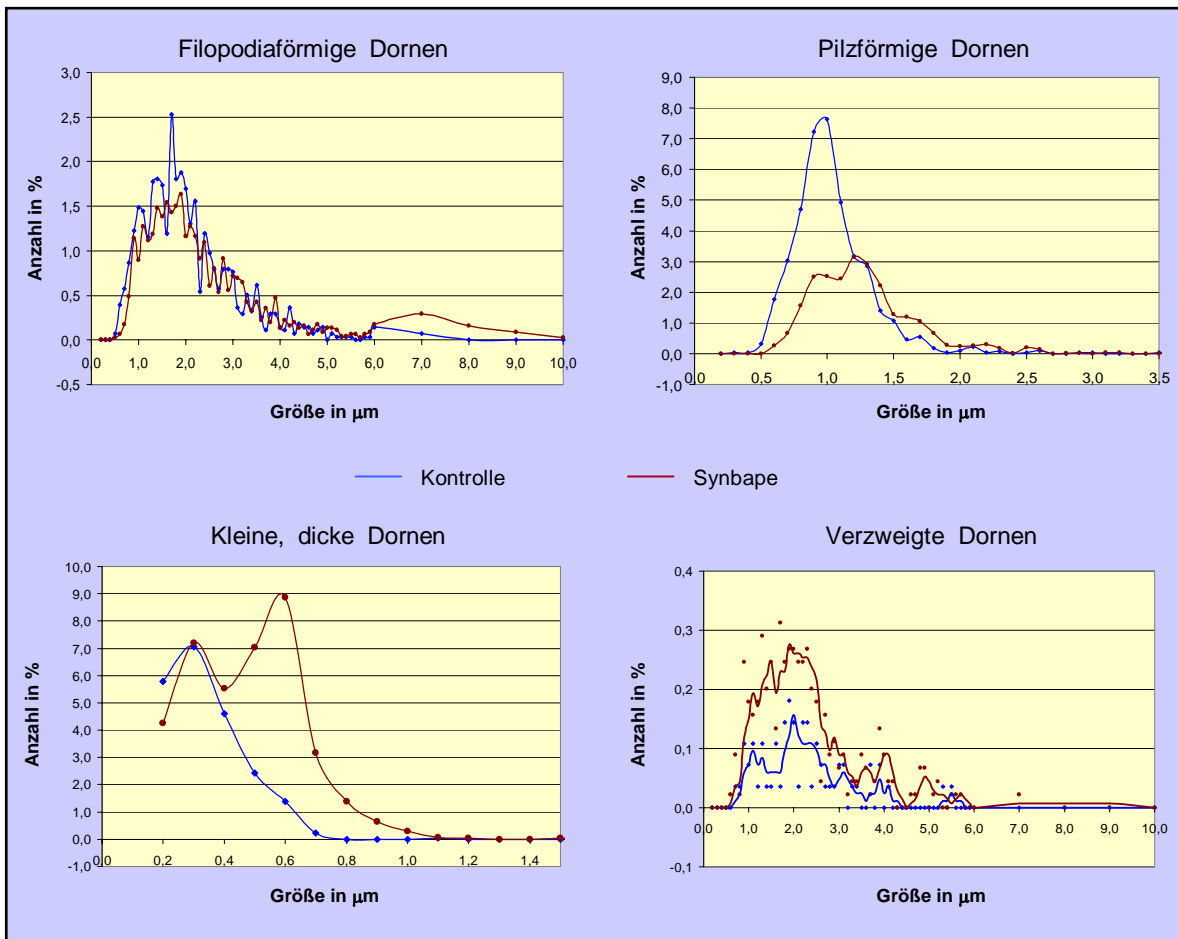 Filopodiaförmige Dornen
3,0
2,5
2,0
1,5
1,0
0,5
0,0
-0,5
Anzahl in %
0,0 1,0 2,0 3,0 4,0 5,0 6,0 7,0 8,0 9,0 10,0
Größe in µm
Pilzförmige Dornen
9,0
8,0
7,0
6,0
5,0
4,0
3,0
2,0
1,0
0,0
-1,0
Anzahl in %
0,0 0,5 1,0 1,5 2,0 2,5 3,0 3,5
Größe in µm
Kontrolle Synbape
Kleine, dicke Dornen
10,0
9,0
8,0
7,0
6,0
5,0
4,0
3,0
2,0
1,0
0,0
-1,0
Anzahl in %
0,0 0,2 0,4 0,6 0,8 1,0 1,2 1,4
Größe in µm
Verzweigte Dornen
0,4
0,3
0,2
0,1
0,0
-0,1
Anzahl in %
0,0 1,0 2,0 3,0 4,0 5,0 6,0 7,0 8,0 9,0 10,0
Größe in µm